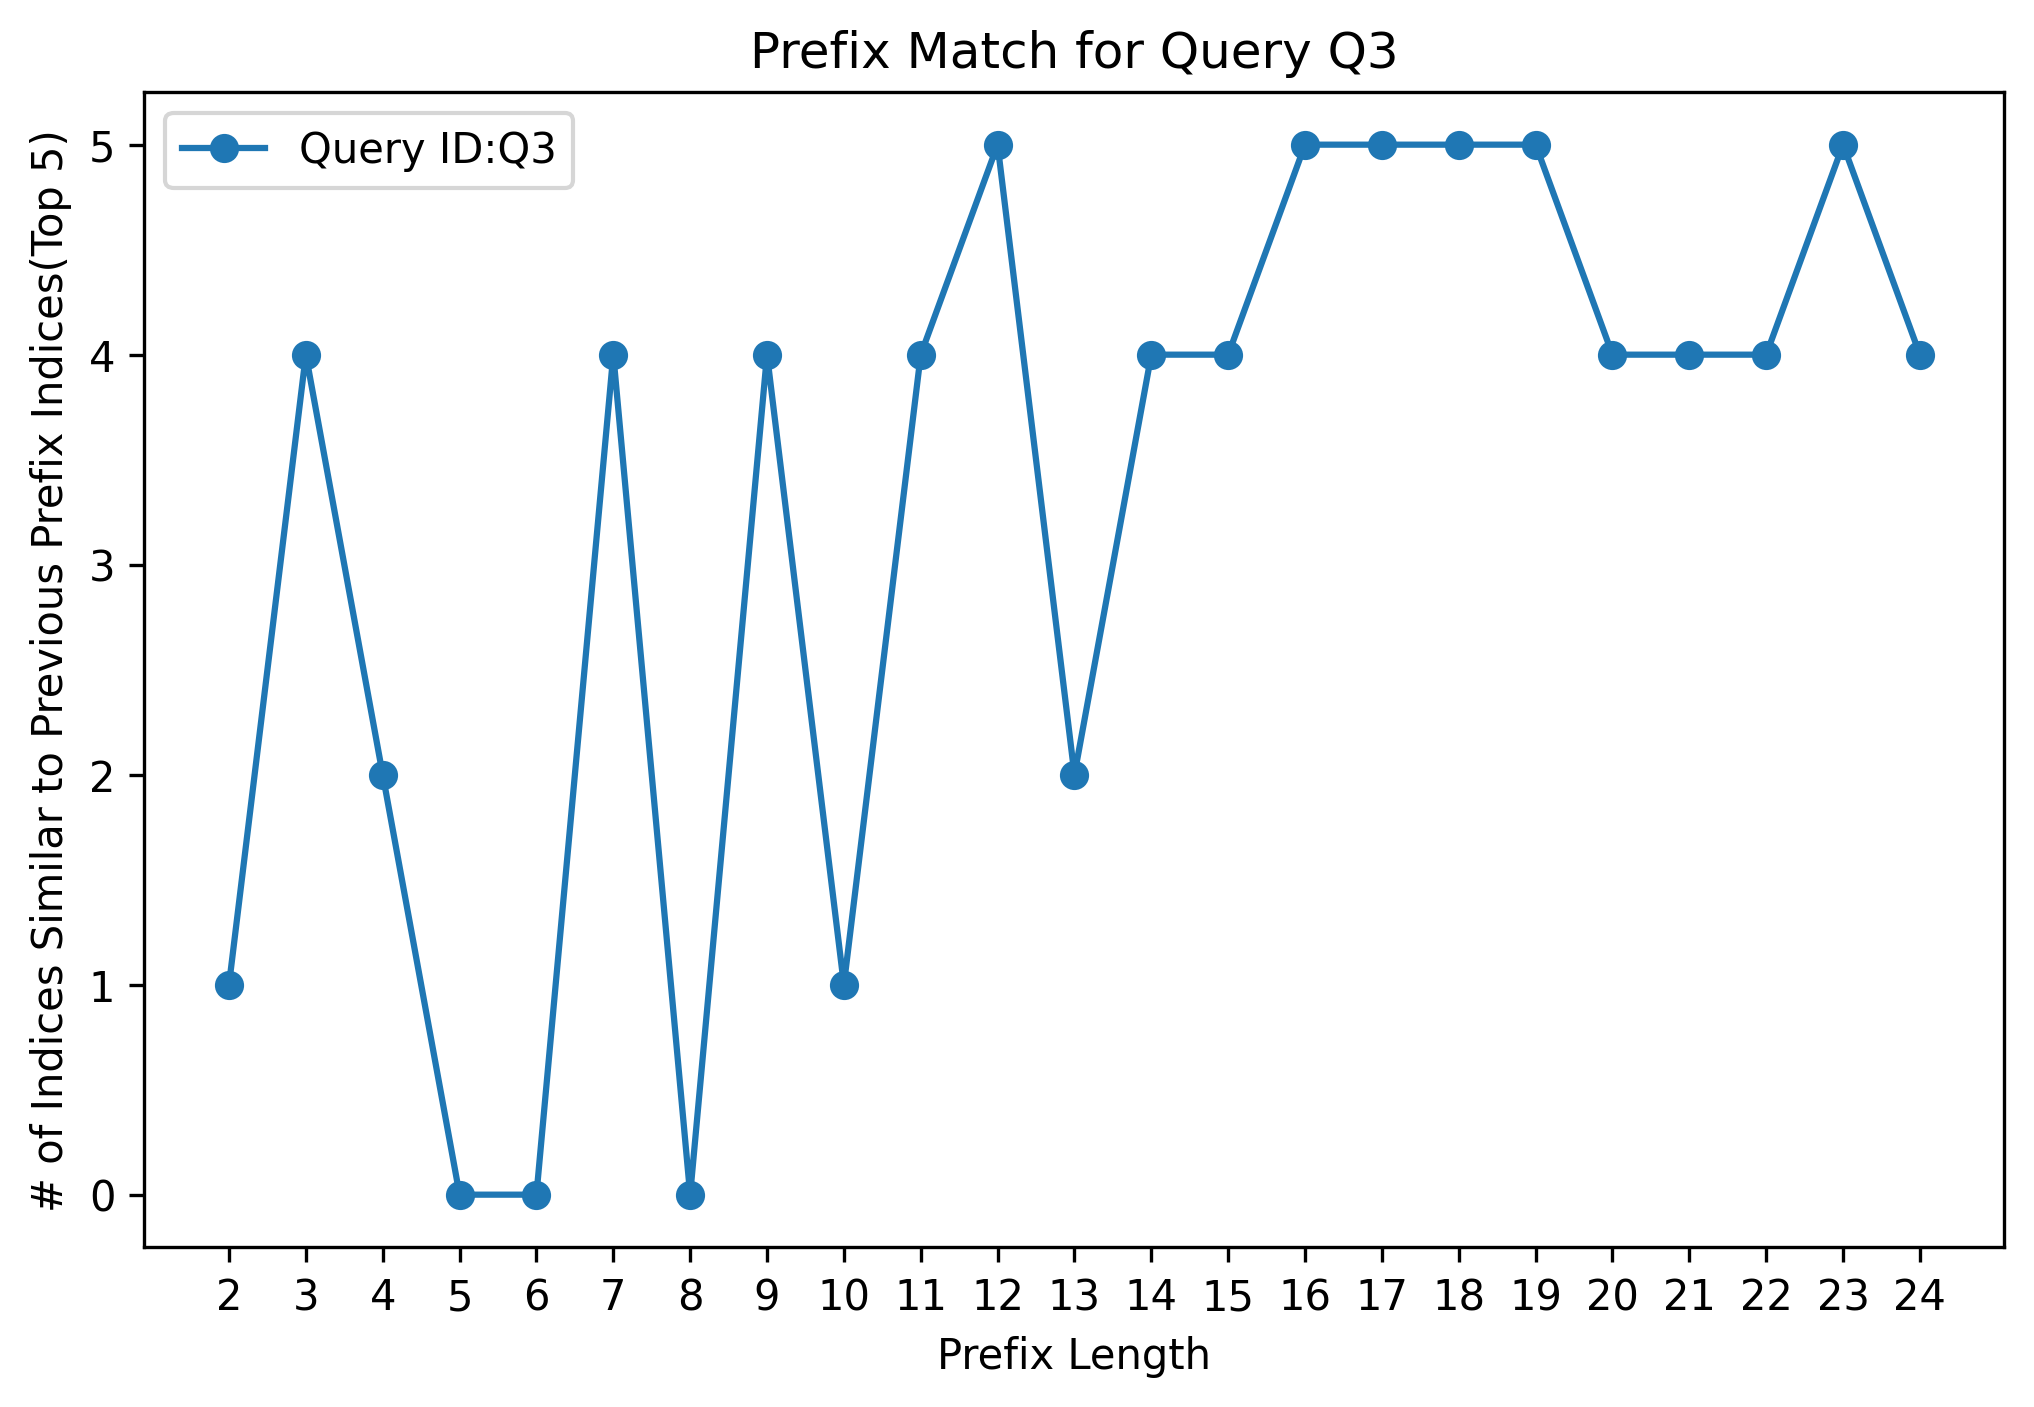 Prefix Match for Query Q3
Query ID:Q3
# of Indices Similar to Previous Prefix Indices(Top 5)
5
4
3
2
1
0
2 3 4 5 6 7 8 9 10 11 12 13 14 15 16 17 18 19 20 21 22 23 24
Prefix Length